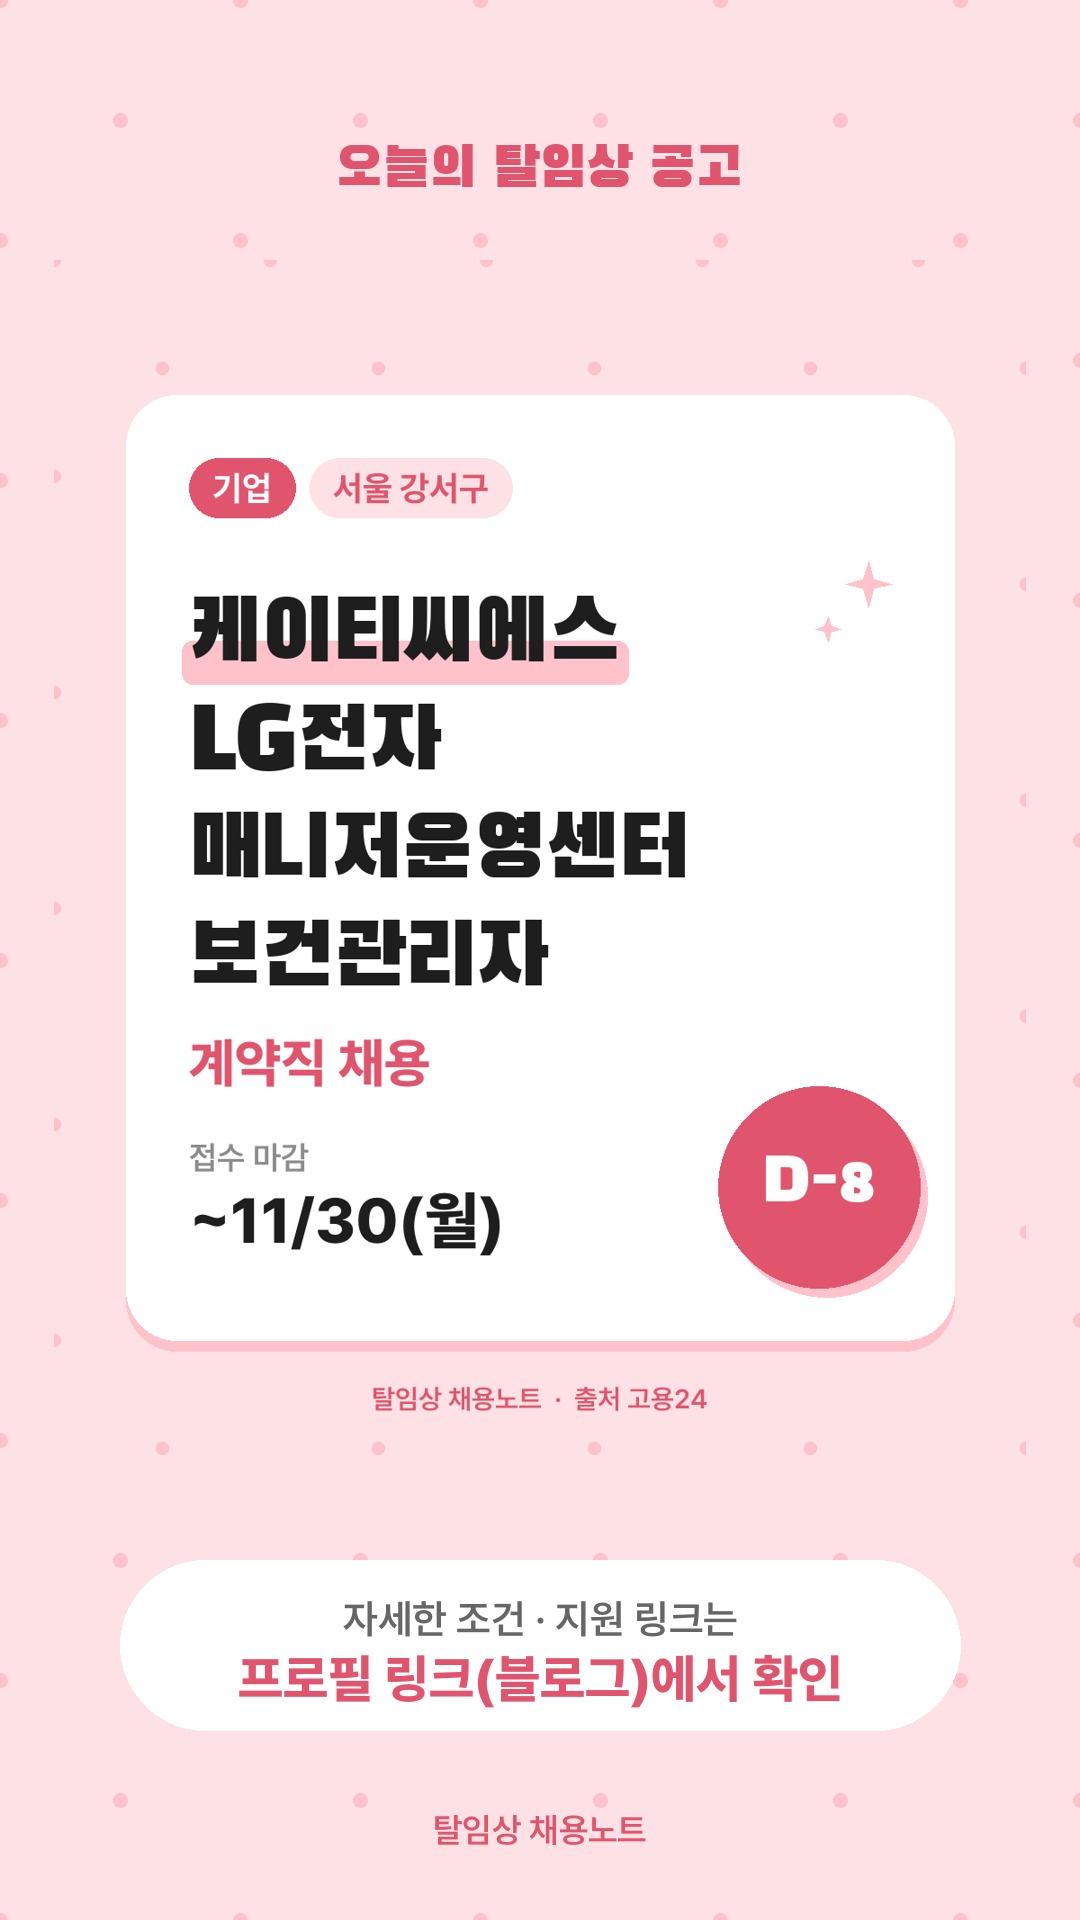 오늘의 탈임상 공고
기업
서울 강서구
케이티씨에스
LG전자
매니저운영센터
보건관리자
계약직 채용
접수 마감
~11/30(월)
D-8
탈임상 채용노트 · 출처 고용24
자세한 조건 · 지원 링크는
프로필 링크(블로그)에서 확인
탈임상 채용노트